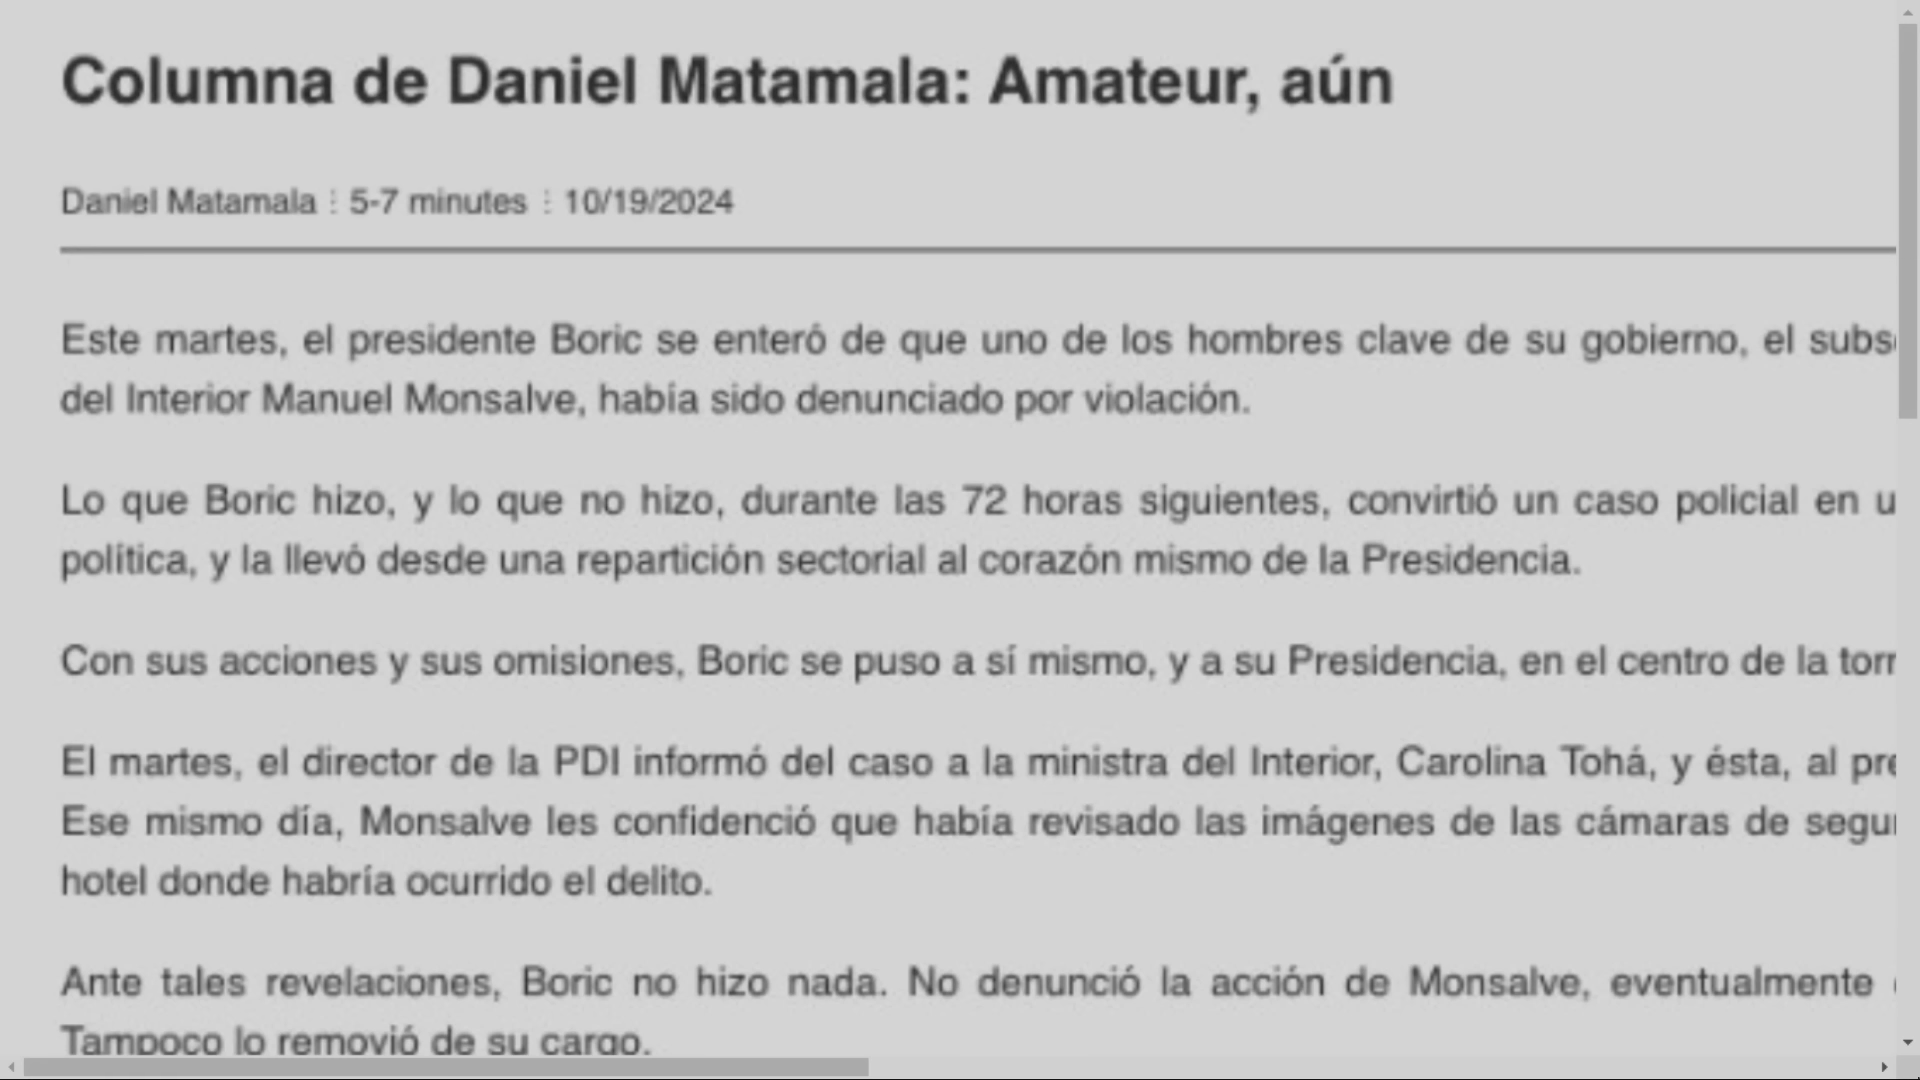 Columna de Daniel Matamala: Amateur, aún
Daniel Matamala ⋮ 5-7 minutes ⋮ 10/19/2024
Este martes, el presidente Boric se enteró de que uno de los hombres clave de su gobierno, el
del Interior Manuel Monsalve, había sido denunciado por violación.
Lo que Boric hizo, y lo que no hizo, durante las 72 horas siguientes, convirtió un caso policial en
política, y la llevó desde una repartición sectorial al corazón mismo de la Presidencia.
Con sus acciones y sus omisiones, Boric se puso a sí mismo, y a su Presidencia, en el centro de la
El martes, el director de la PDI informó del caso a la ministra del Interior, Carolina Tohá, y ésta, al
Ese mismo día, Monsalve les confidenció que había revisado las imágenes de las cámaras de
hotel donde habría ocurrido el delito.
Ante tales revelaciones, Boric no hizo nada. No denunció la acción de Monsalve, eventualmente
Tampoco lo removió de su cargo.